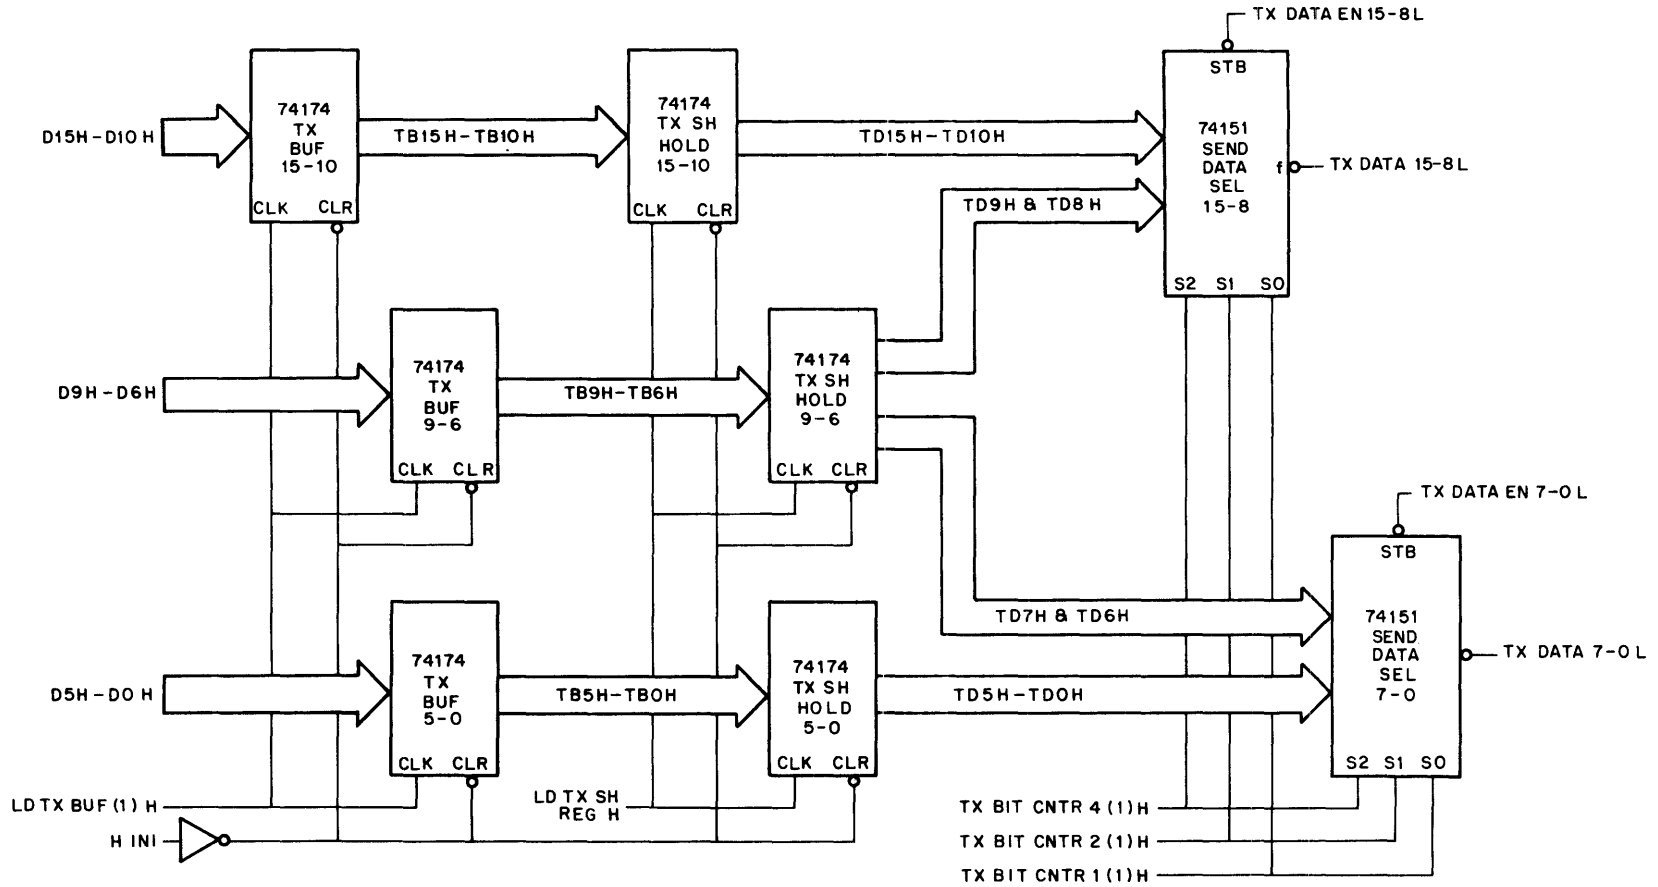 TX DATA EN 15-8 L
STB
74151
SEND
DATA
SEL
15-8
f
TX DATA 15-8 L
S2 S1 S0
D15H-D10 H
74174
TX
BUF
15-10
CLK CLR
TB15H-TB10H
74174
TX SH
HOLD
15-10
CLK CLR
TD15H-TD10H
TD9H & TD8H
D9H-D6H
74174
TX
BUF
9-6
CLK CLR
TB9H-TB6H
74174
TX SH
HOLD
9-6
CLK CLR
TD7H & TD6H
TX DATA EN 7-0 L
STB
74151
SEND
DATA
SEL
7-0
TX DATA 7-0 L
S2 S1 S0
D5H-D0 H
74174
TX
BUF
5-0
CLK CLR
TB5H-TB0H
74174
TX SH
HOLD
5-0
CLK CLR
TD5H-TD0H
LD TX BUF (1) H
H INI
LD TX SH
REG H
TX BIT CNTR 4 (1) H
TX BIT CNTR 2 (1) H
TX BIT CNTR 1 (1) H